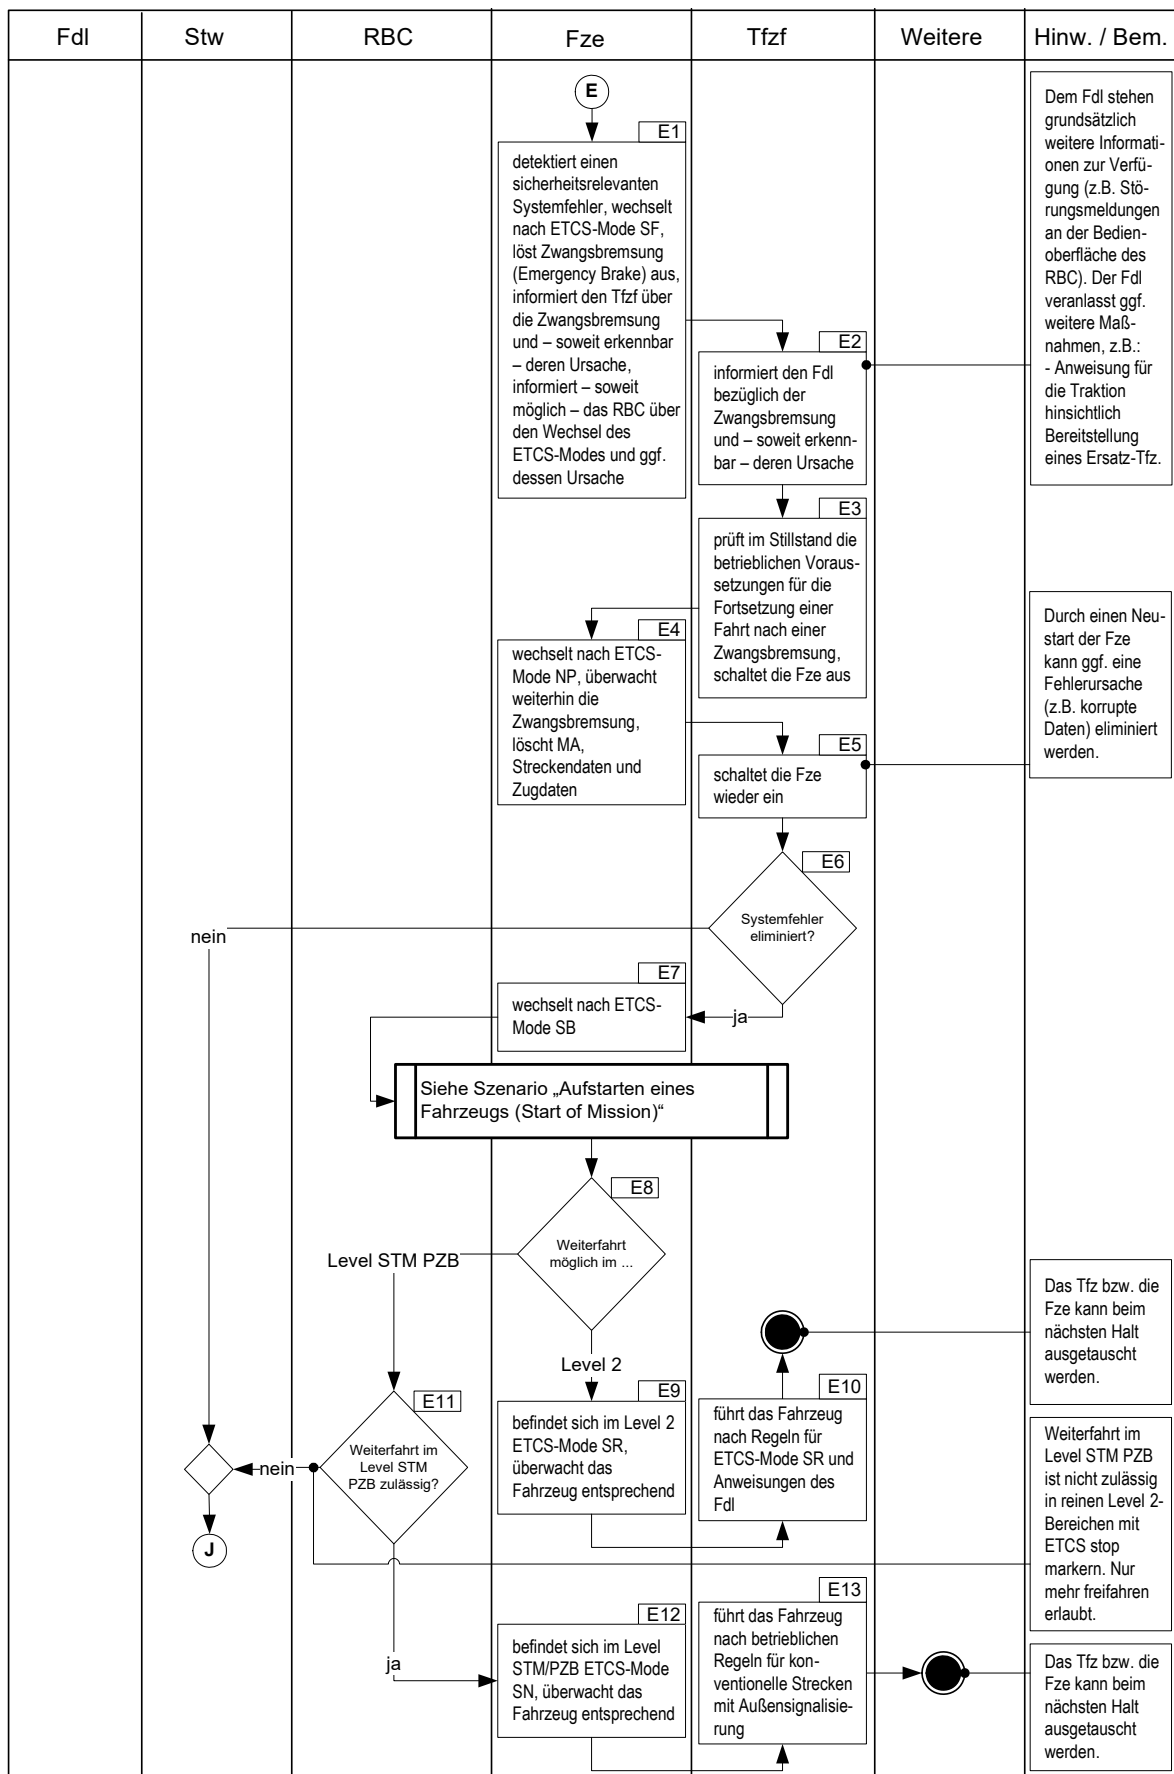 Fdl
Stw
RBC
Fze
Tfzf
Weitere
Hinw. / Bem.
E
E1
detektiert einen
sicherheitsrelevanten
Systemfehler, wechselt
nach ETCS-Mode SF,
löst Zwangsbremsung
(Emergency Brake) aus,
informiert den Tfzf über
die Zwangsbremsung
und – soweit erkennbar
– deren Ursache,
informiert – soweit
möglich – das RBC über
den Wechsel des
ETCS-Modes und ggf.
dessen Ursache
Dem Fdl stehen
grundsätzlich
weitere Informati-
onen zur Verfü-
gung (z.B. Stö-
rungsmeldungen
an der Bedien-
oberfläche des
RBC). Der Fdl
veranlasst ggf.
weitere Maß-
nahmen, z.B.:
- Anweisung für
die Traktion
hinsichtlich
Bereitstellung
eines Ersatz-Tfz.
E2
informiert den Fdl
bezüglich der
Zwangsbremsung
und – soweit erkenn-
bar – deren Ursache
E3
prüft im Stillstand die
betrieblichen Voraus-
setzungen für die
Fortsetzung einer
Fahrt nach einer
Zwangsbremsung,
schaltet die Fze aus
E4
wechselt nach ETCS-
Mode NP, überwacht
weiterhin die
Zwangsbremsung,
löscht MA,
Streckendaten und
Zugdaten
Durch einen Neu-
start der Fze
kann ggf. eine
Fehlerursache
(z.B. korrupte
Daten) eliminiert
werden.
E5
schaltet die Fze
wieder ein
E6
Systemfehler
eliminiert?
nein
E7
wechselt nach ETCS-
Mode SB
ja
Siehe Szenario „Aufstarten eines
Fahrzeugs (Start of Mission)“
E8
Weiterfahrt
möglich im ...
Level STM PZB
Level 2
Das Tfz bzw. die
Fze kann beim
nächsten Halt
ausgetauscht
werden.
E9
befindet sich im Level 2
ETCS-Mode SR,
überwacht das
Fahrzeug entsprechend
E10
führt das Fahrzeug
nach Regeln für
ETCS-Mode SR und
Anweisungen des
Fdl
E11
Weiterfahrt im
Level STM
PZB zulässig?
nein
J
Weiterfahrt im
Level STM PZB
ist nicht zulässig
in reinen Level 2-
Bereichen mit
ETCS stop
markern. Nur
mehr freifahren
erlaubt.
ja
E12
befindet sich im Level
STM/PZB ETCS-Mode
SN, überwacht das
Fahrzeug entsprechend
E13
führt das Fahrzeug
nach betrieblichen
Regeln für kon-
ventionelle Strecken
mit Außensignalisie-
rung
Das Tfz bzw. die
Fze kann beim
nächsten Halt
ausgetauscht
werden.